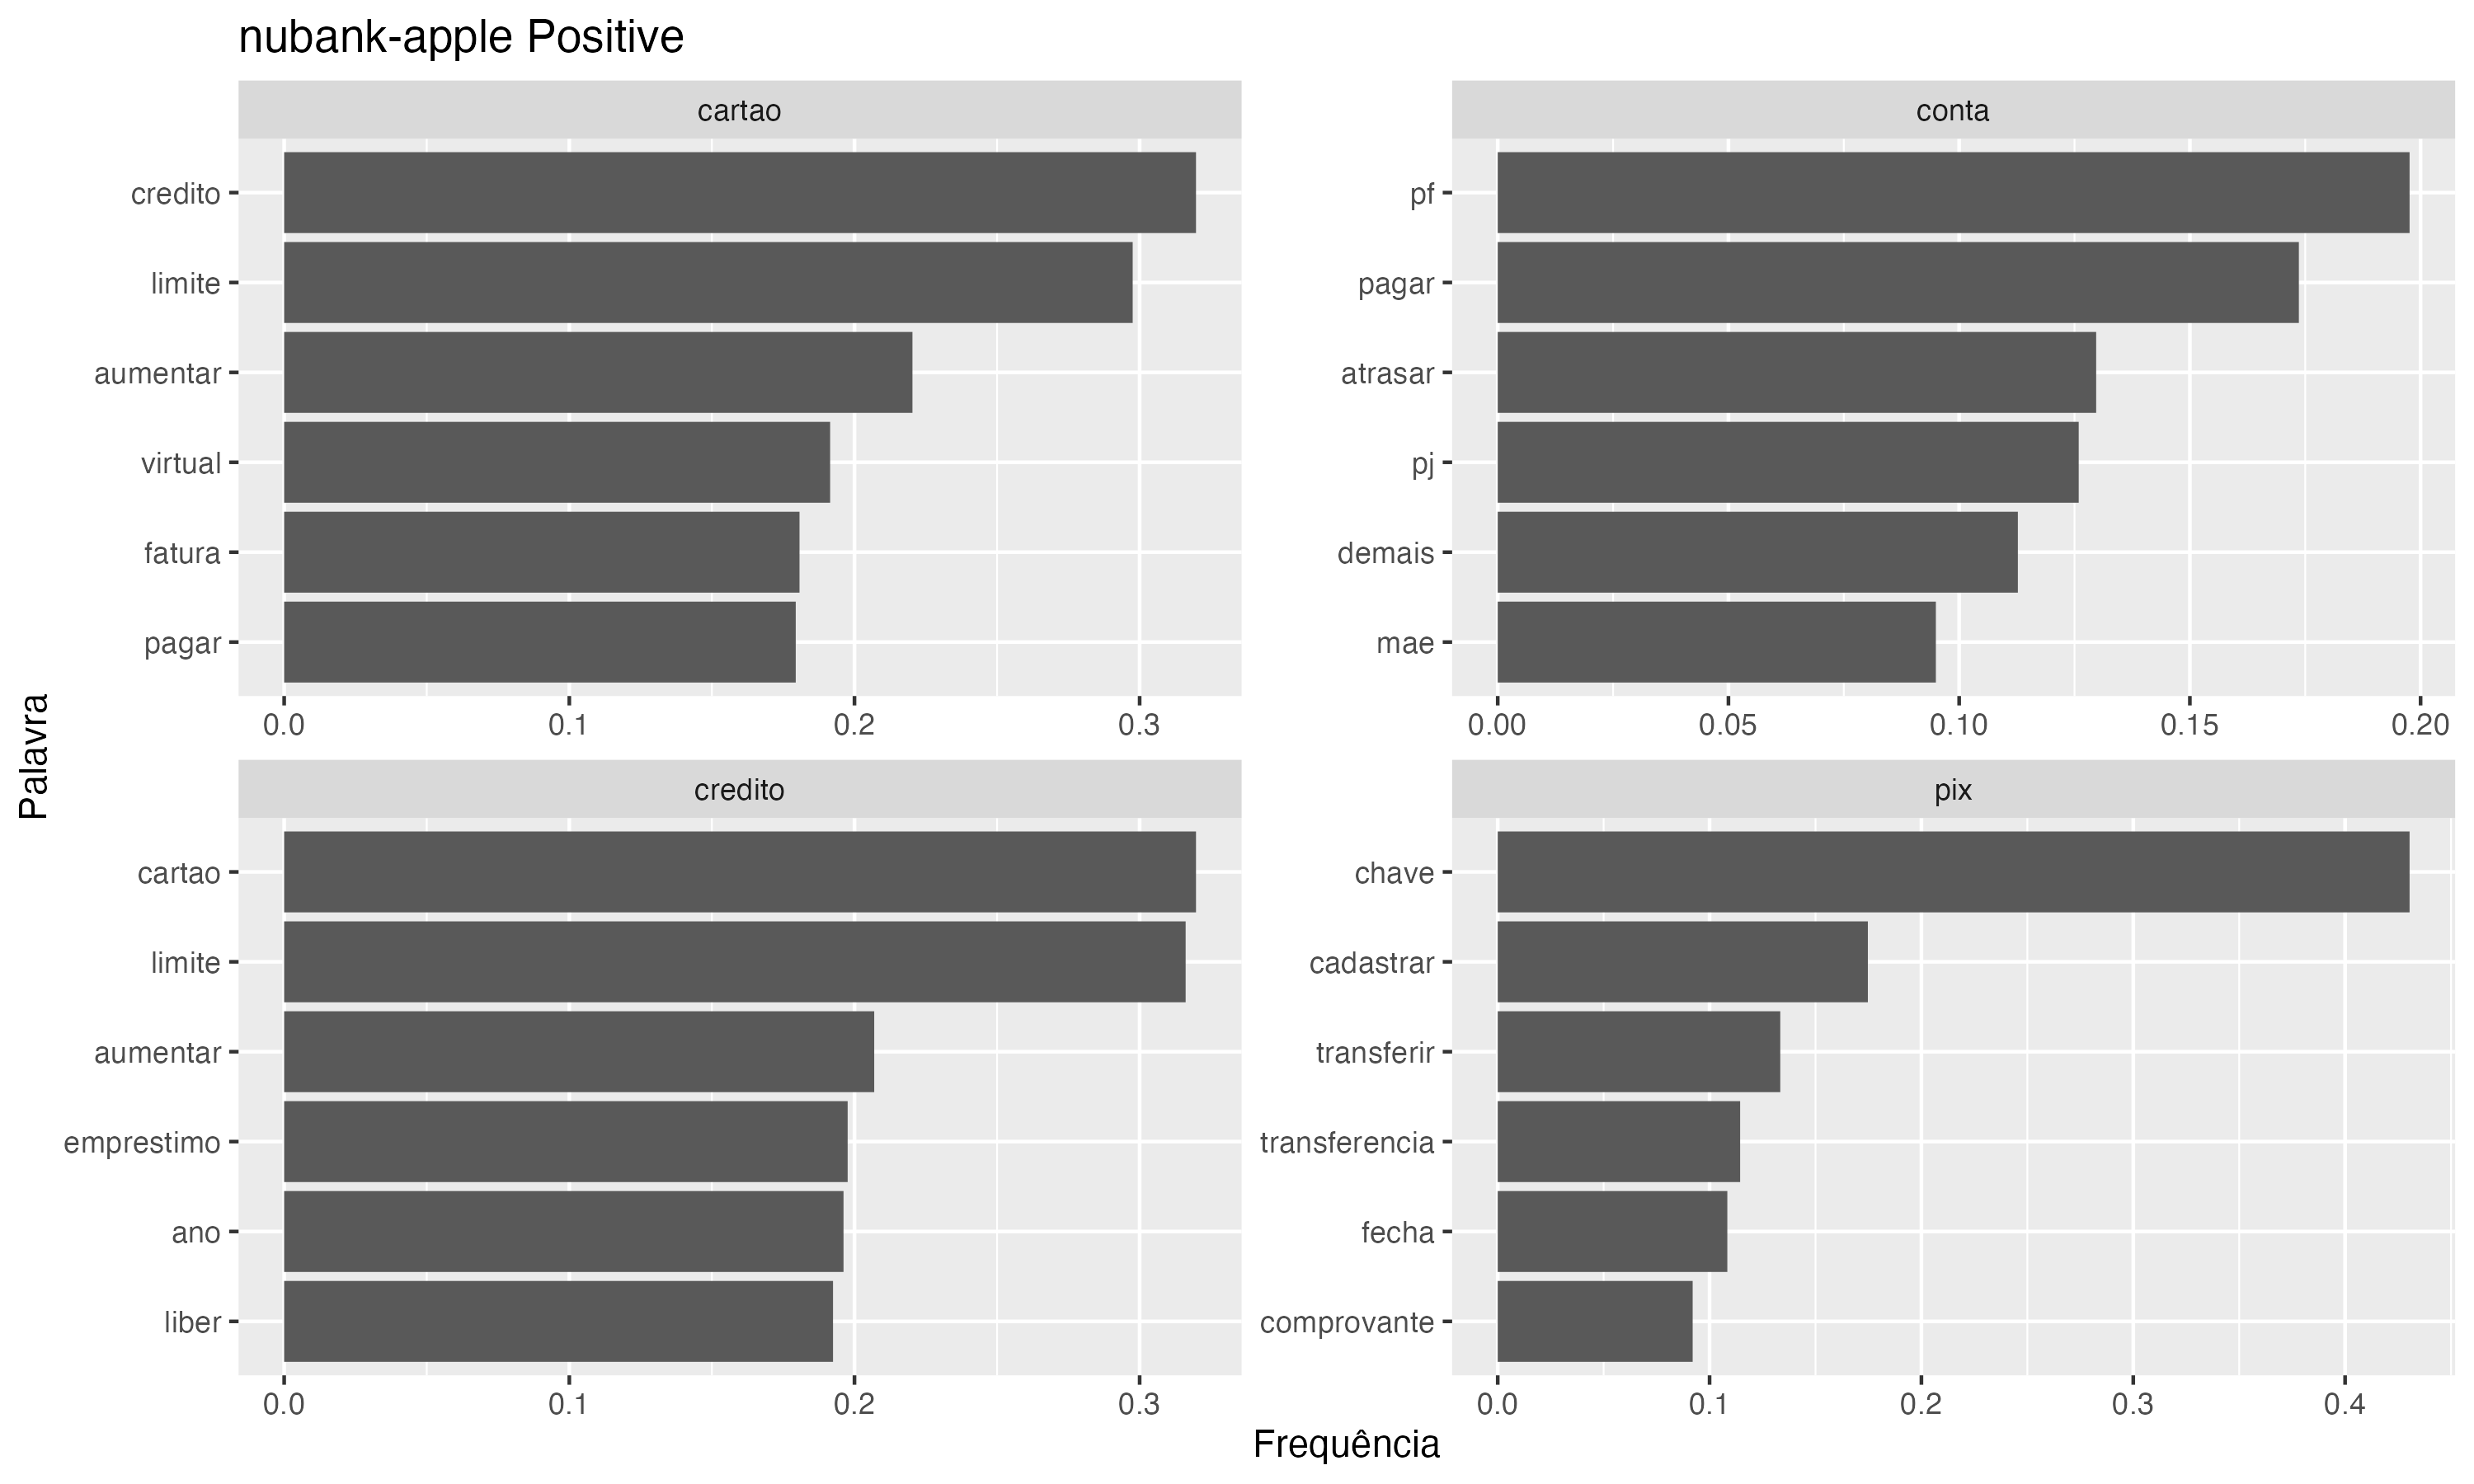 nubank-apple Positive
cartao
credito
limite
aumentar
virtual
fatura
pagar
0.0 0.1 0.2 0.3
conta
pf
pagar
atrasar
pj
demais
mae
0.00 0.05 0.10 0.15 0.20
credito
cartao
limite
aumentar
emprestimo
ano
liber
0.0 0.1 0.2 0.3
pix
chave
cadastrar
transferir
transferencia
fecha
comprovante
0.0 0.1 0.2 0.3 0.4
Palavra
Frequência